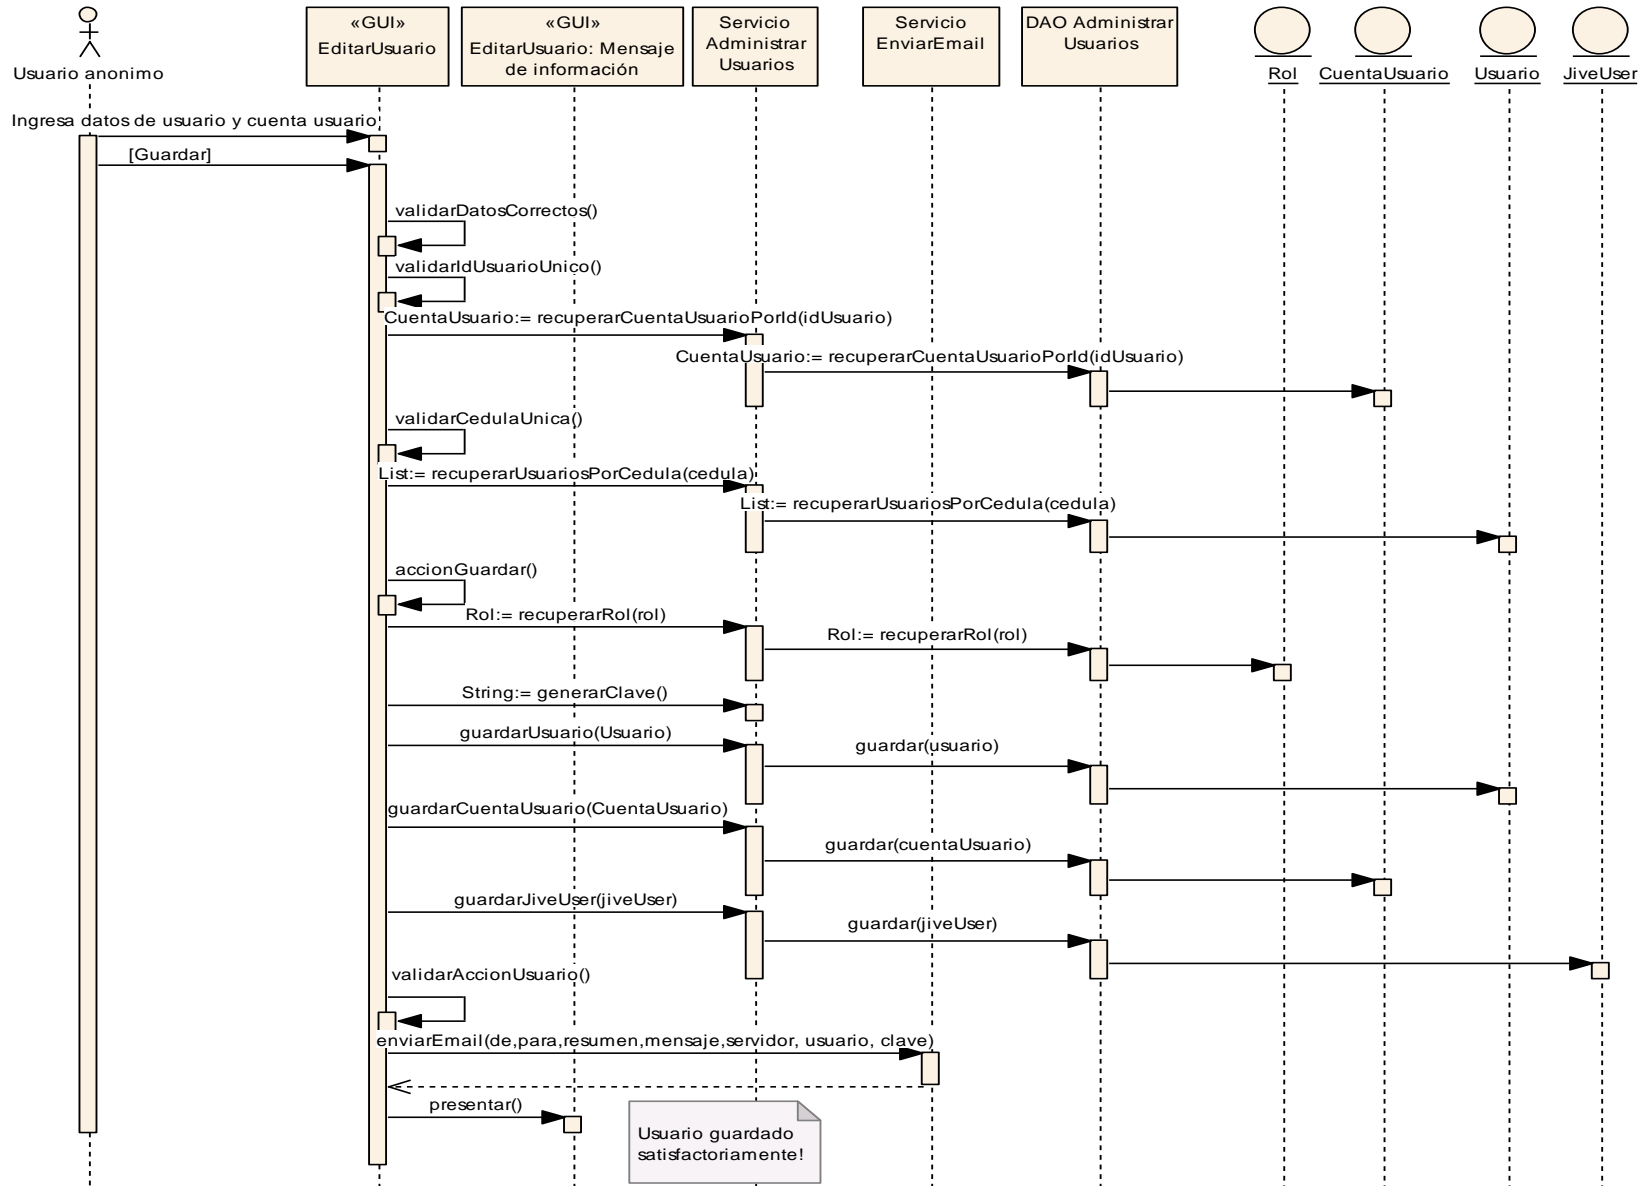 «GUI»
EditarUsuario
«GUI»
EditarUsuario: Mensaje
de información
Servicio
Administrar
Usuarios
Servicio
EnviarEmail
DAO Administrar
Usuarios
Usuario anonimo
Rol
CuentaUsuario
Usuario
JiveUser
Ingresa datos de usuario y cuenta usuario
[Guardar]
validarDatosCorrectos()
validarIdUsuarioUnico()
CuentaUsuario:= recuperarCuentaUsuarioPorId(idUsuario)
CuentaUsuario:= recuperarCuentaUsuarioPorId(idUsuario)
validarCedulaUnica()
List:= recuperarUsuariosPorCedula(cedula)
List:= recuperarUsuariosPorCedula(cedula)
accionGuardar()
Rol:= recuperarRol(rol)
Rol:= recuperarRol(rol)
String:= generarClave()
guardarUsuario(Usuario)
guardar(usuario)
guardarCuentaUsuario(CuentaUsuario)
guardar(cuentaUsuario)
guardarJiveUser(jiveUser)
guardar(jiveUser)
validarAccionUsuario()
enviarEmail(de,para,resumen,mensaje,servidor, usuario, clave)
presentar()
Usuario guardado
satisfactoriamente!